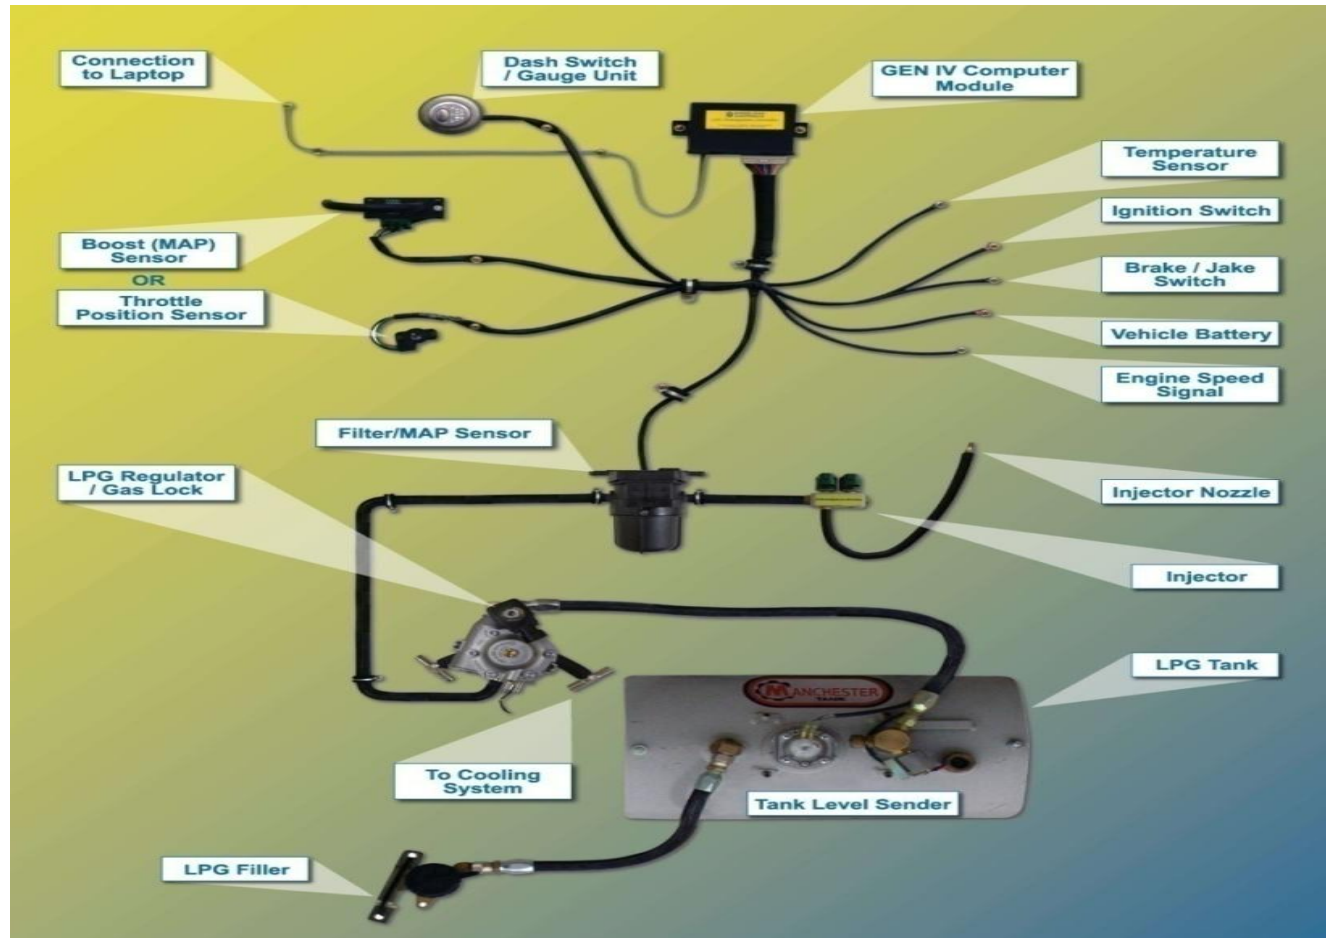 Connection
to Laptop
Dash Switch
/ Gauge Unit
GEN IV Computer
Module
Temperature
Sensor
Ignition Switch
Boost (MAP)
Sensor
OR
Throttle
Position Sensor
Brake / Jake
Switch
Vehicle Battery
Engine Speed
Signal
Filter/MAP Sensor
LPG Regulator
/ Gas Lock
Injector Nozzle
Injector
LPG Tank
MANCHESTER
TANK
To Cooling
System
Tank Level Sender
LPG Filler